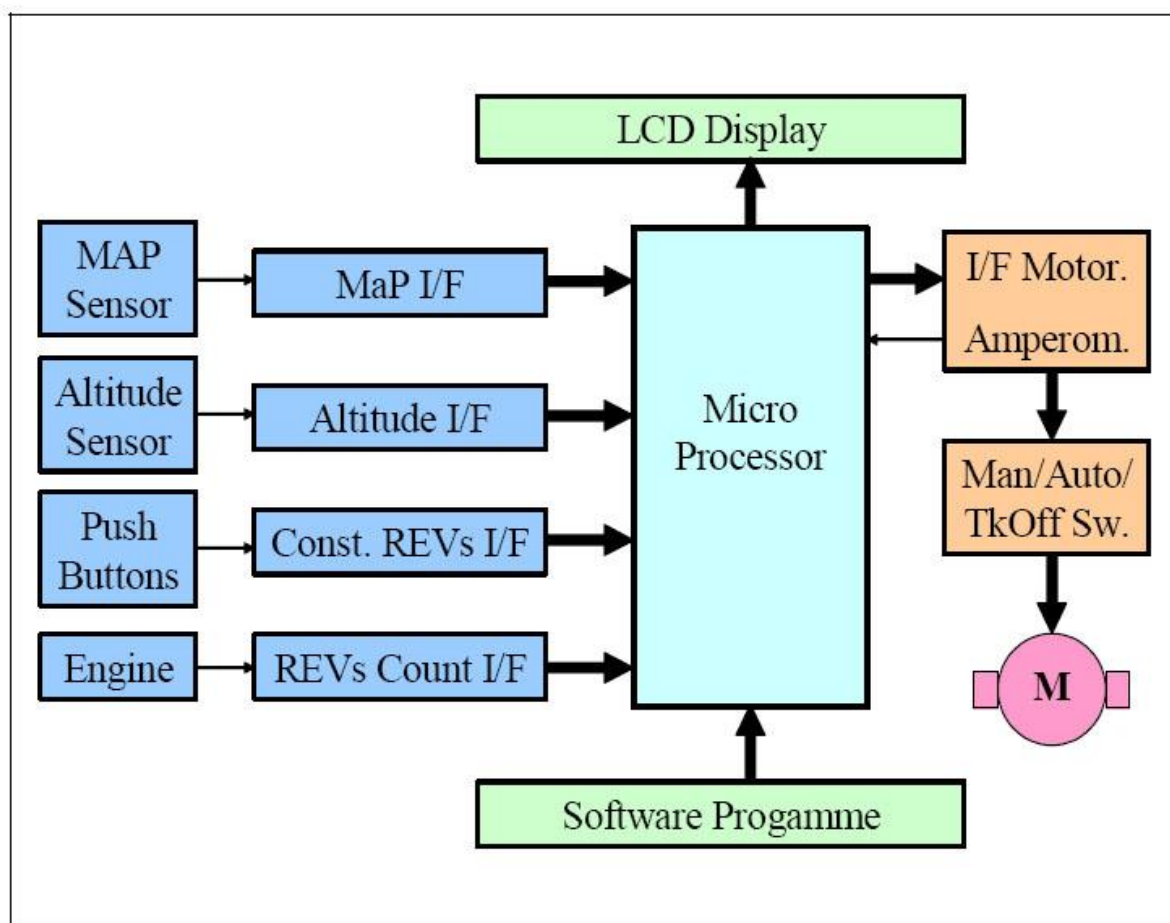 LCD Display
MAP
Sensor
MaP I/F
I/F Motor.
Amperom.
Altitude
Sensor
Altitude I/F
Micro
Processor
Man/Auto/
TkOff Sw.
Push
Buttons
Const. REVs I/F
Engine
REVs Count I/F
M
Software Progamme